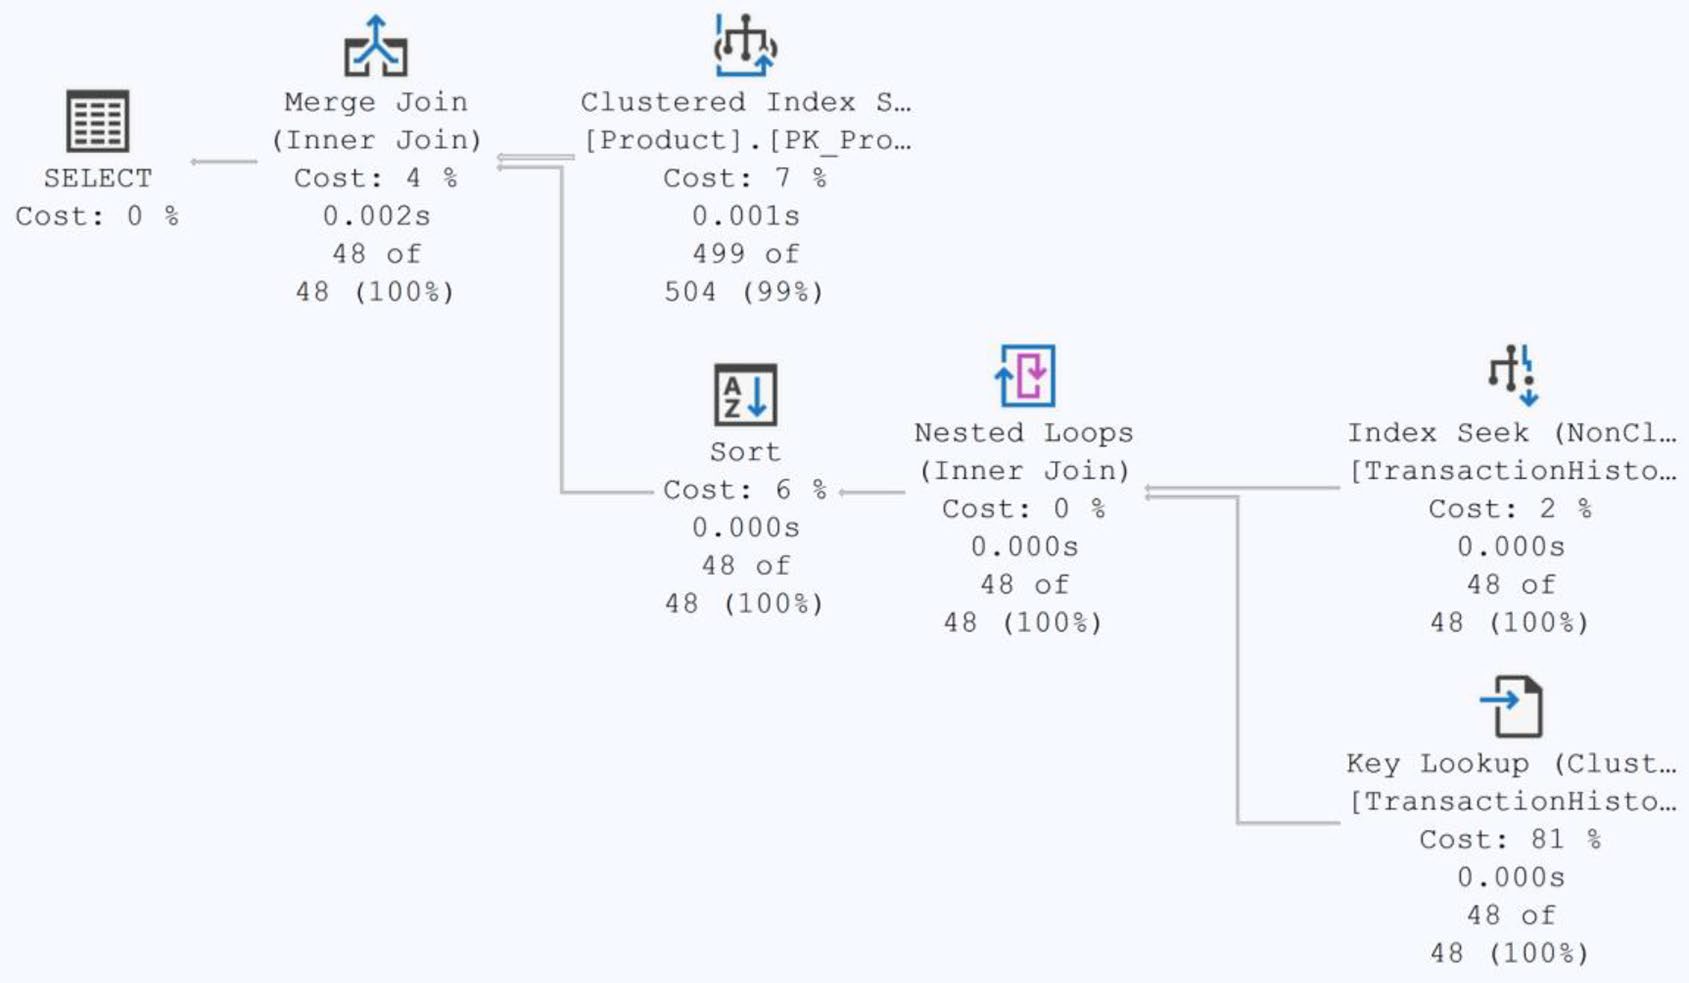 SELECT
Cost: 0 %
Merge Join
(Inner Join)
Cost: 4 %
0.002s
48 of
48 (100%)
Clustered Index S…
[Product].[PK_Pro…
Cost: 7 %
0.001s
499 of
504 (99%)
A
Z
Sort
Cost: 6 %
0.000s
48 of
48 (100%)
Nested Loops
(Inner Join)
Cost: 0 %
0.000s
48 of
48 (100%)
Index Seek (NonCl…
[TransactionHisto…
Cost: 2 %
0.000s
48 of
48 (100%)
Key Lookup (Clust…
[TransactionHisto…
Cost: 81 %
0.000s
48 of
48 (100%)